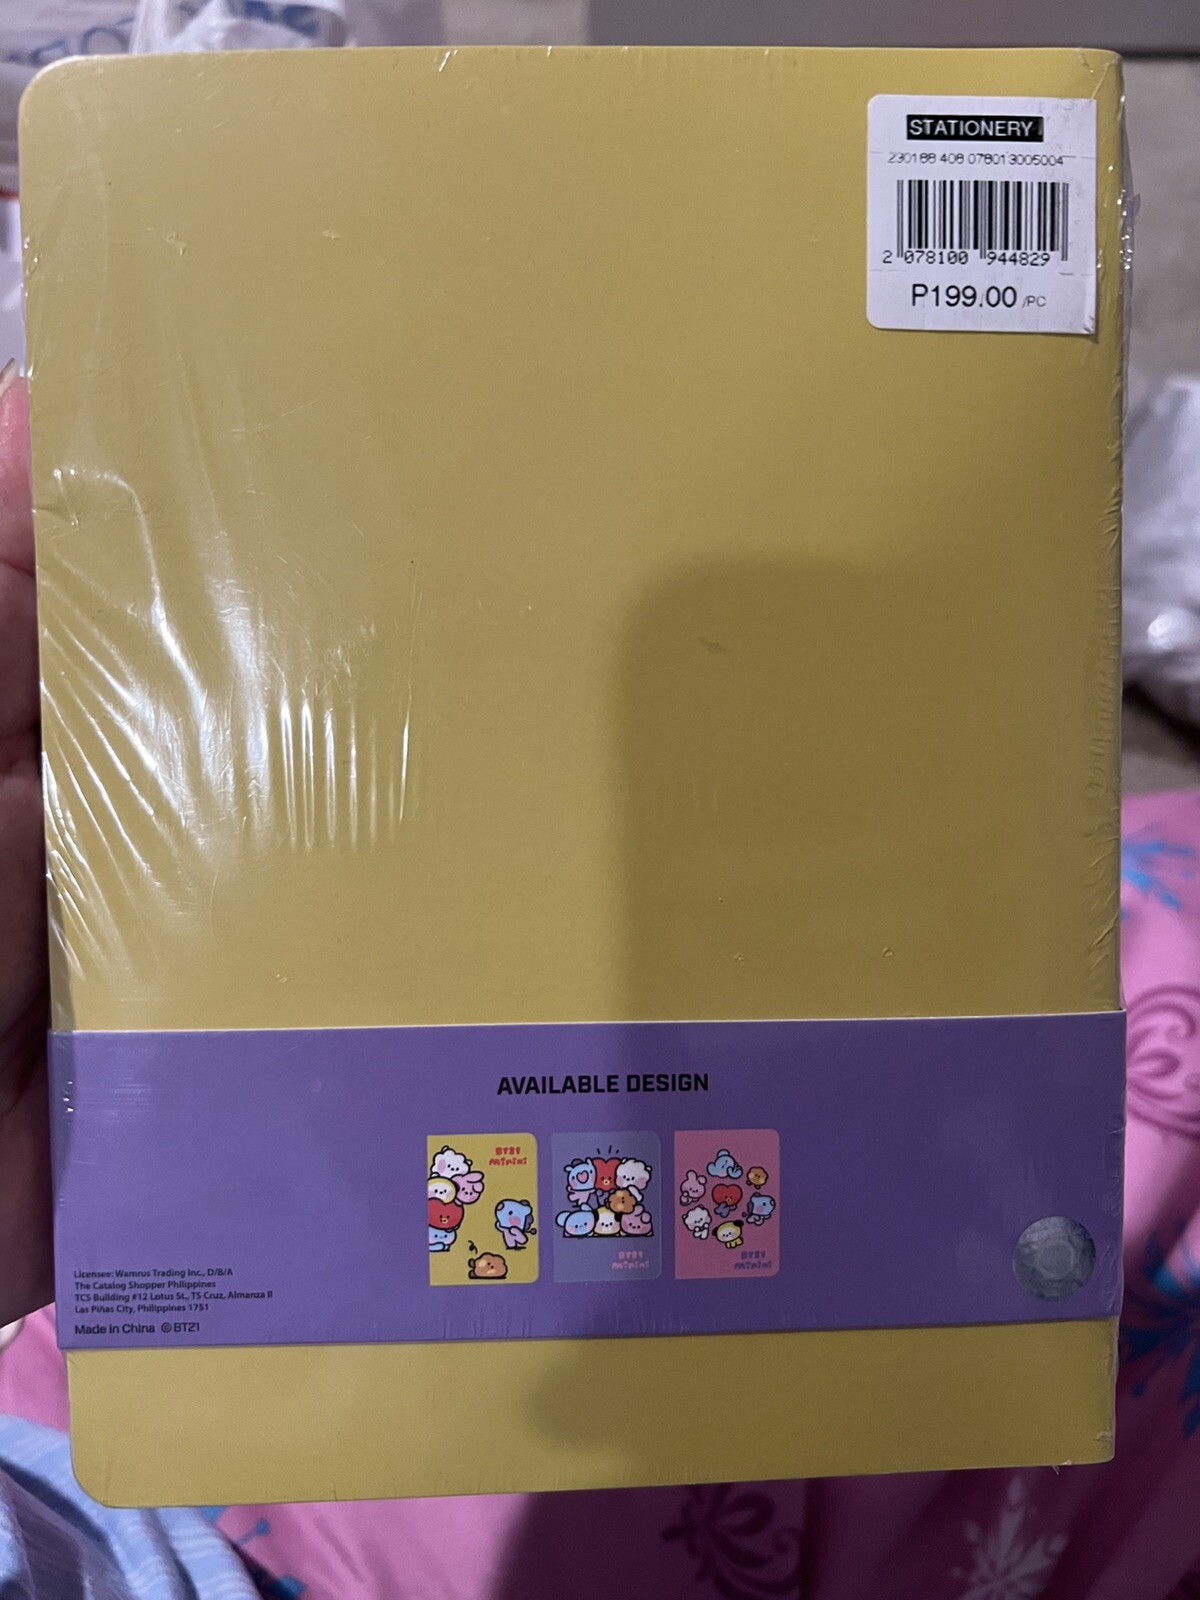 STATIONERY
230188 408 078013005004
2 078100 944829
P199.00 /PC
AVAILABLE DESIGN
BT21
minini
BT21
minini
BT21
minini
Licensee: Wamrus Trading Inc., D/B/A
The Catalog Shopper Philippines
TCS Building #12 Lotus St., TS Cruz, Almanza II
Las Piñas City, Philippines 1751
Made in China © BT21